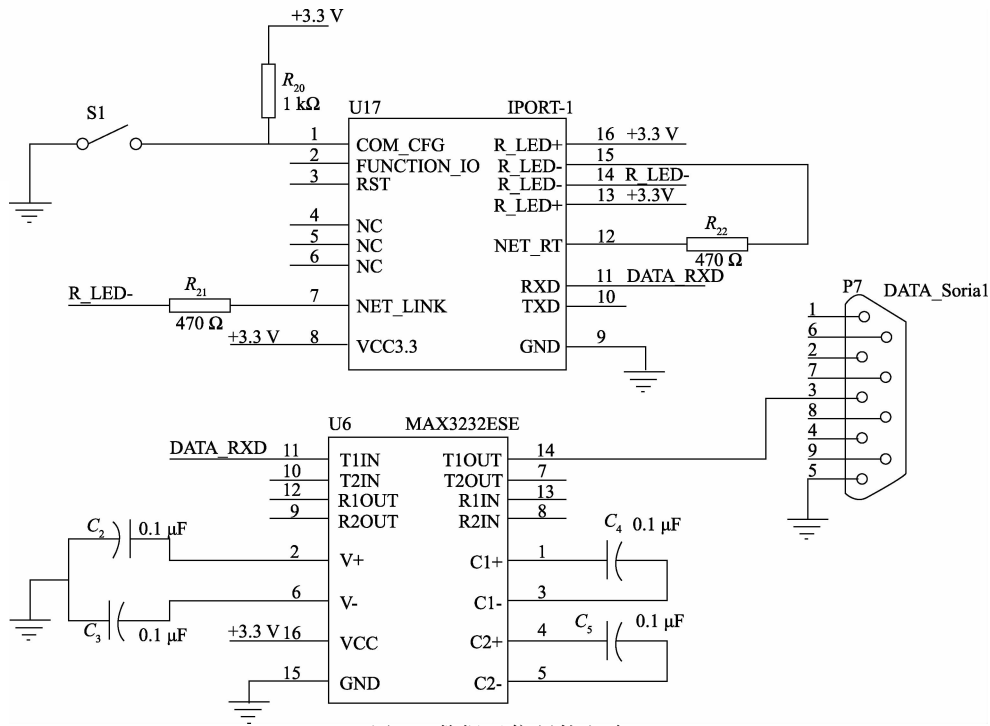 +3.3 V
R20
1 kΩ
S1
U17 IPORT-1
1 COM_CFG
2 FUNCTION_IO
3 RST
4 NC
5 NC
6 NC
R_LED- R21 470 Ω 7 NET_LINK
+3.3 V 8 VCC3.3
R_LED+ 16 +3.3 V
R_LED- 15
R_LED- 14 R_LED-
R_LED+ 13 +3.3V
NET_RT 12 R22 470 Ω
RXD 11 DATA_RXD
TXD 10
GND 9
P7 DATA_Soria1
1
6
2
7
3
8
4
9
5
U6 MAX3232ESE
DATA_RXD 11 T1IN
10 T2IN
12 R1OUT
9 R2OUT
C2 0.1 μF 2 V+
6 V-
C3 0.1 μF
+3.3 V 16 VCC
15 GND
T1OUT 14
T2OUT 7
R1IN 13
R2IN 8
C4 0.1 μF
C1+ 1
C1- 3
C2+ 4 C5 0.1 μF
C2- 5